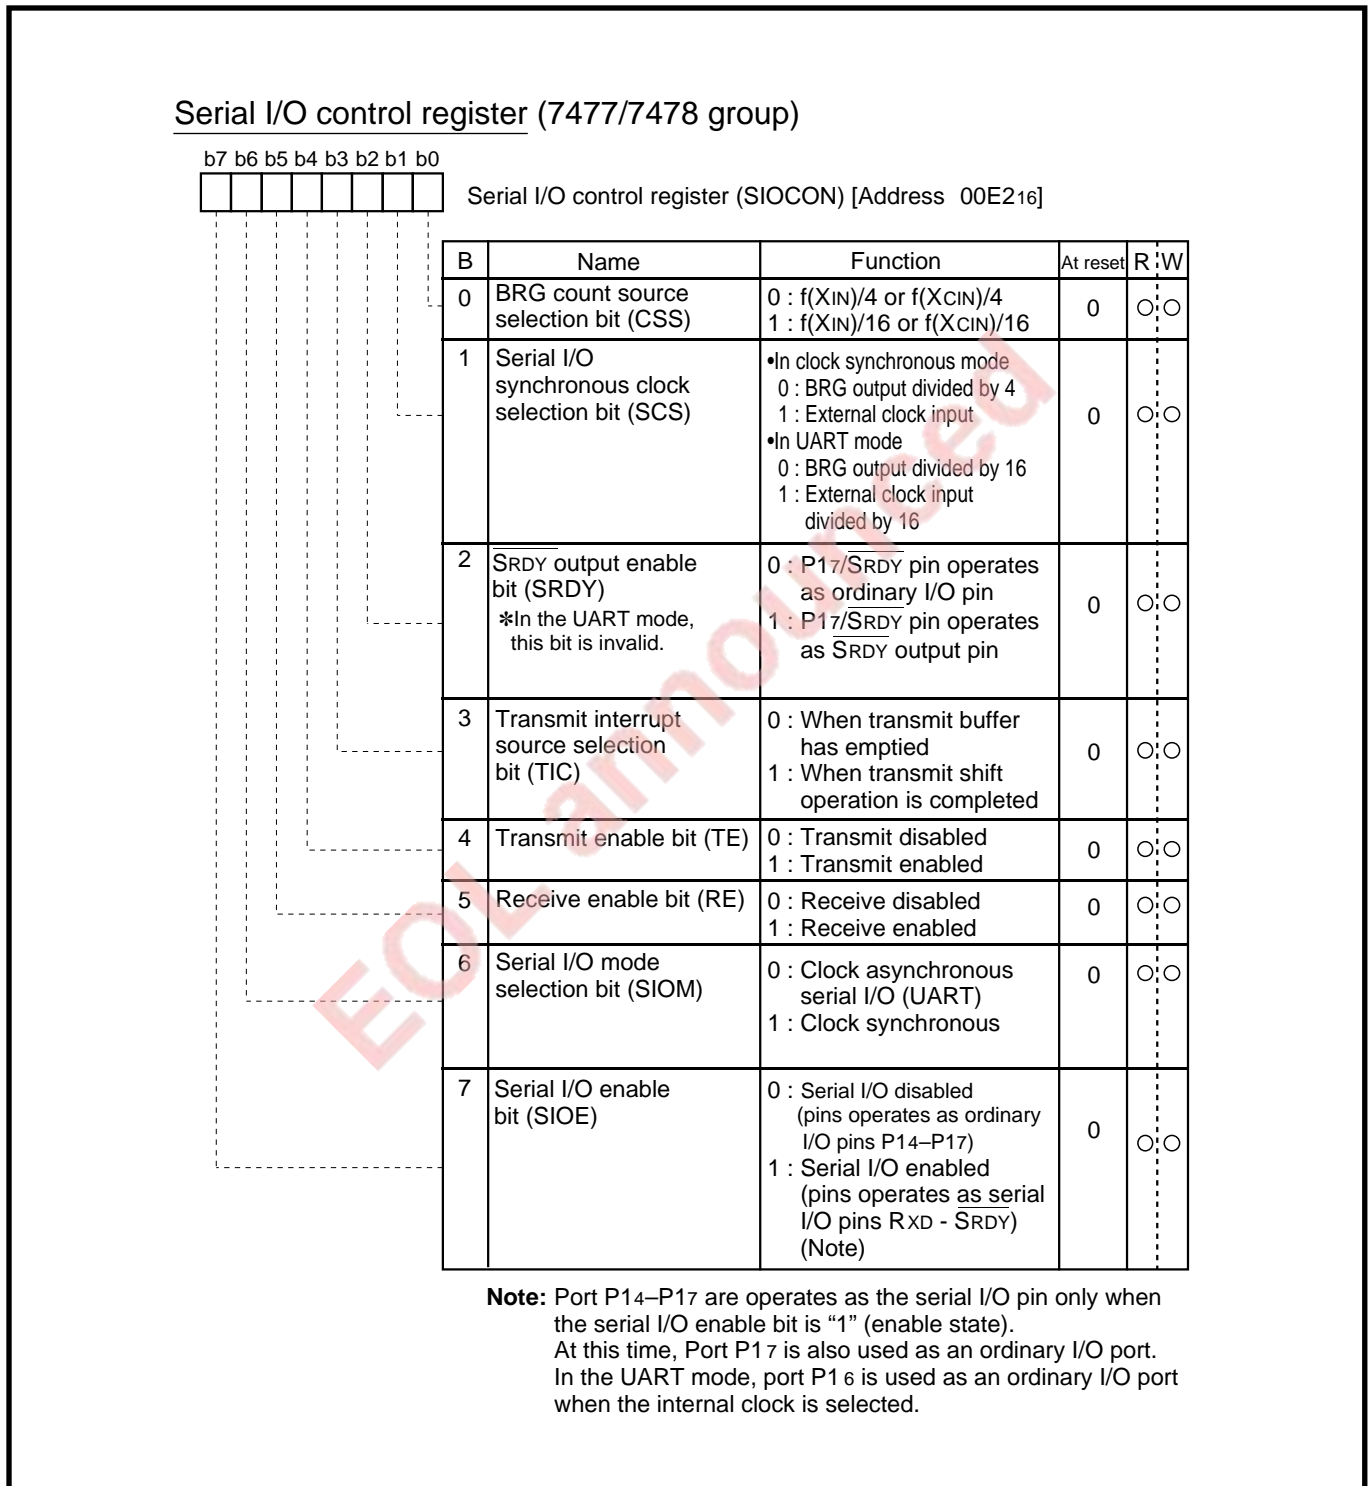 Serial I/O control register (7477/7478 group)
b7 b6 b5 b4 b3 b2 b1 b0
Serial I/O control register (SIOCON) [Address 00E216]
B Name Function At reset R W
0 BRG count source selection bit (CSS) 0 : f(XIN)/4 or f(XCIN)/4
1 : f(XIN)/16 or f(XCIN)/16
0
1 Serial I/O
synchronous clock
selection bit (SCS)
•In clock synchronous mode
0 : BRG output divided by 4
1 : External clock input
•In UART mode
0 : BRG output divided by 16
1 : External clock input
divided by 16
0
2 SRDY output enable
bit (SRDY)
✽In the UART mode,
this bit is invalid.
0 : P17/SRDY pin operates
as ordinary I/O pin
1 : P17/SRDY pin operates
as SRDY output pin
0
3 Transmit interrupt
source selection
bit (TIC)
0 : When transmit buffer
has emptied
1 : When transmit shift
operation is completed
0
4 Transmit enable bit (TE)
0 : Transmit disabled
1 : Transmit enabled
0
5 Receive enable bit (RE)
0 : Receive disabled
1 : Receive enabled
0
6 Serial I/O mode
selection bit (SIOM)
0 : Clock asynchronous
serial I/O (UART)
1 : Clock synchronous
0
7 Serial I/O enable
bit (SIOE)
0 : Serial I/O disabled
(pins operates as ordinary
I/O pins P14–P17)
1 : Serial I/O enabled
(pins operates as serial
I/O pins RXD - SRDY)
(Note)
0
Note: Port P14–P17 are operates as the serial I/O pin only when
the serial I/O enable bit is “1” (enable state).
At this time, Port P17 is also used as an ordinary I/O port.
In the UART mode, port P16 is used as an ordinary I/O port
when the internal clock is selected.
EOL announced